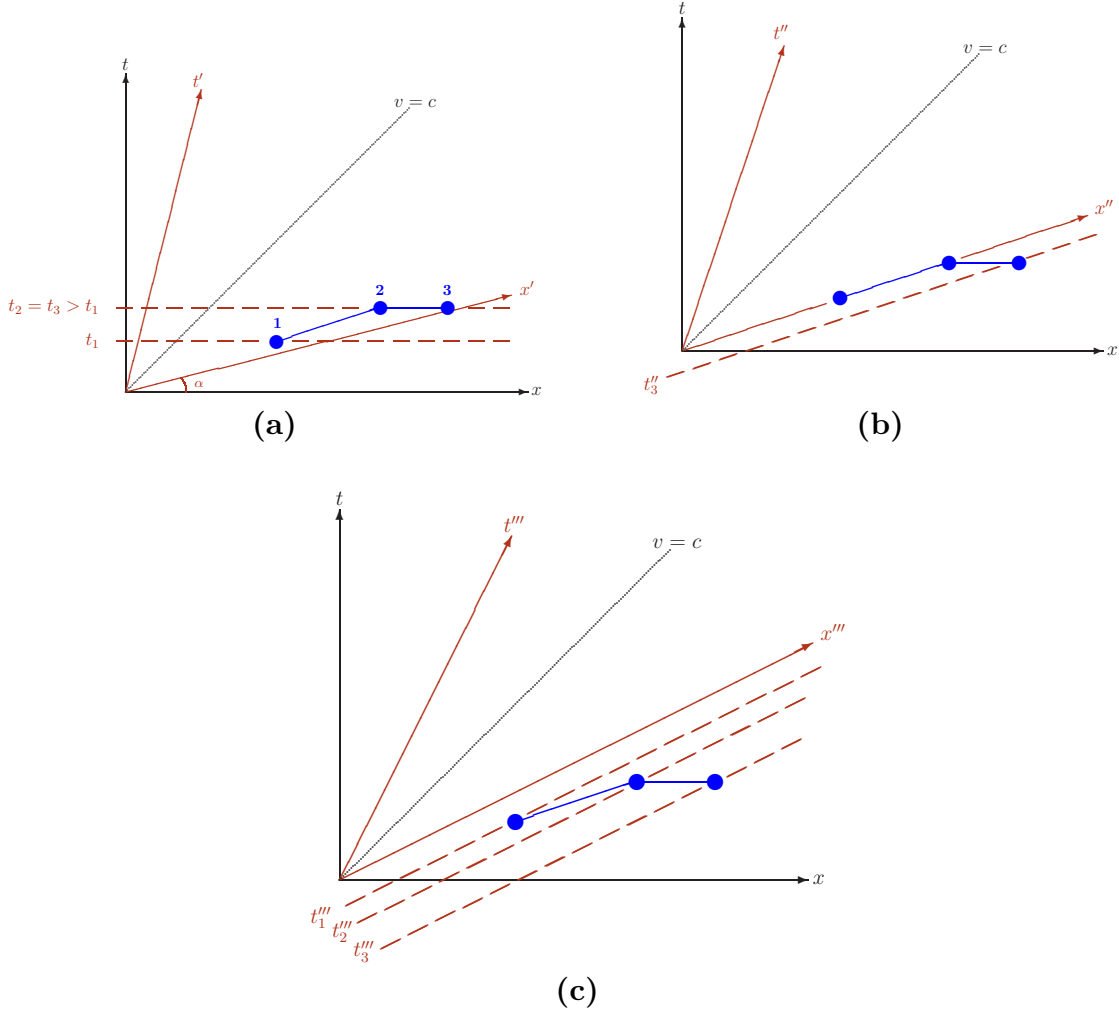 t
t′
v = c
1
2
3
t₂ = t₃ > t₁
t₁
x′
α
x
(a)
t
t″
v = c
x″
x
t″₃
(b)
t
t‴
v = c
x‴
x
t‴₁
t‴₂
t‴₃
(c)